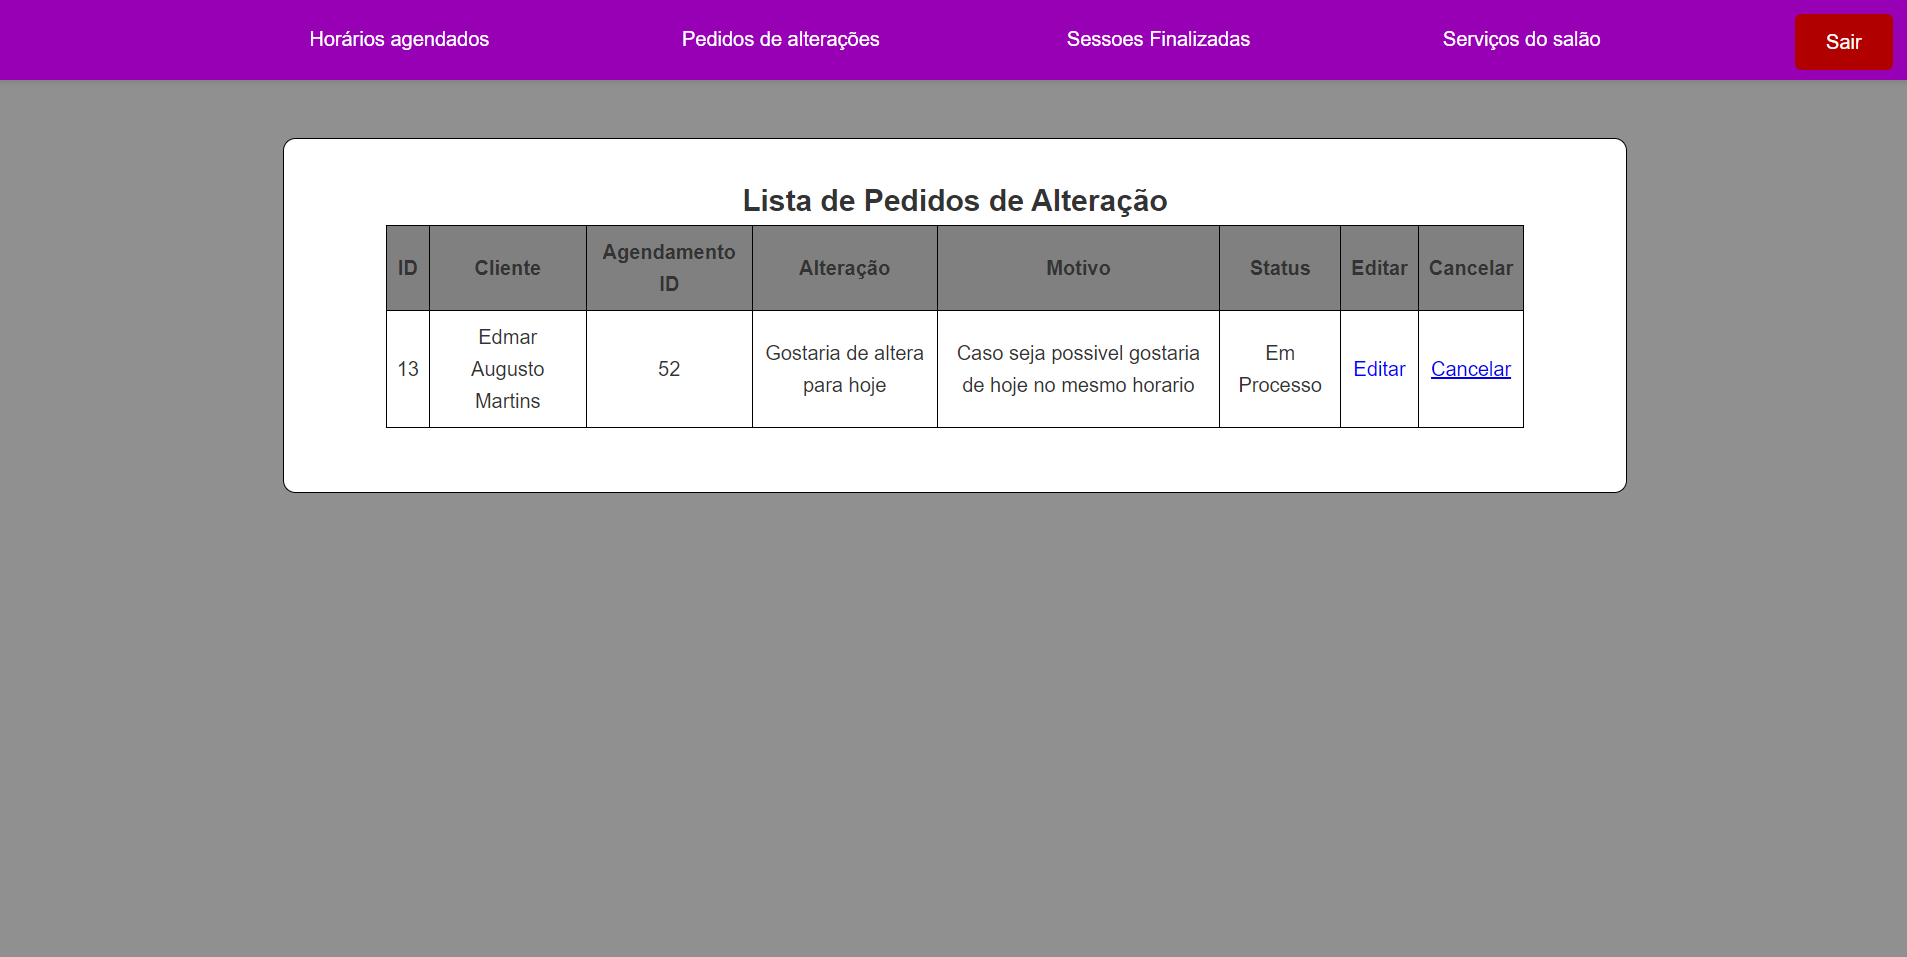 Horários agendados
Pedidos de alterações
Sessoes Finalizadas
Serviços do salão
Sair
Lista de Pedidos de Alteração
ID
Cliente
Agendamento
ID
Alteração
Motivo
Status
Editar
Cancelar
13
Edmar
Augusto
Martins
52
Gostaria de altera
para hoje
Caso seja possivel gostaria
de hoje no mesmo horario
Em
Processo
Editar
Cancelar